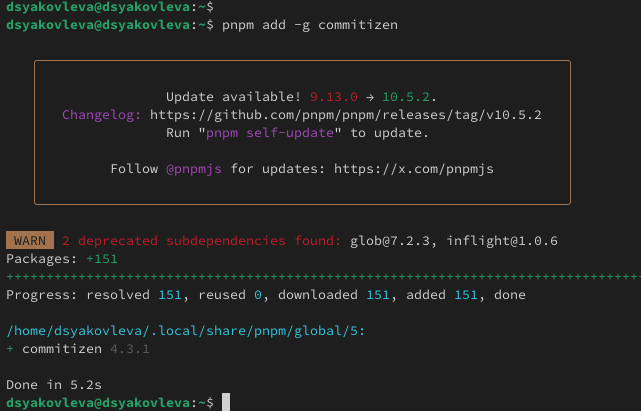 dsyakovleva@dsyakovleva:~$
dsyakovleva@dsyakovleva:~$ pnpm add -g commitizen
Update available! 9.13.0 → 10.5.2.
Changelog: https://github.com/pnpm/pnpm/releases/tag/v10.5.2
Run "pnpm self-update" to update.
Follow @pnpmjs for updates: https://x.com/pnpmjs
WARN 2 deprecated subdependencies found: glob@7.2.3, inflight@1.0.6
Packages: +151
++++++++++++++++++++++++++++++++++++++++++++++++++++++++++++++++++++++++++++++++
Progress: resolved 151, reused 0, downloaded 151, added 151, done
/home/dsyakovleva/.local/share/pnpm/global/5:
+ commitizen 4.3.1
Done in 5.2s
dsyakovleva@dsyakovleva:~$